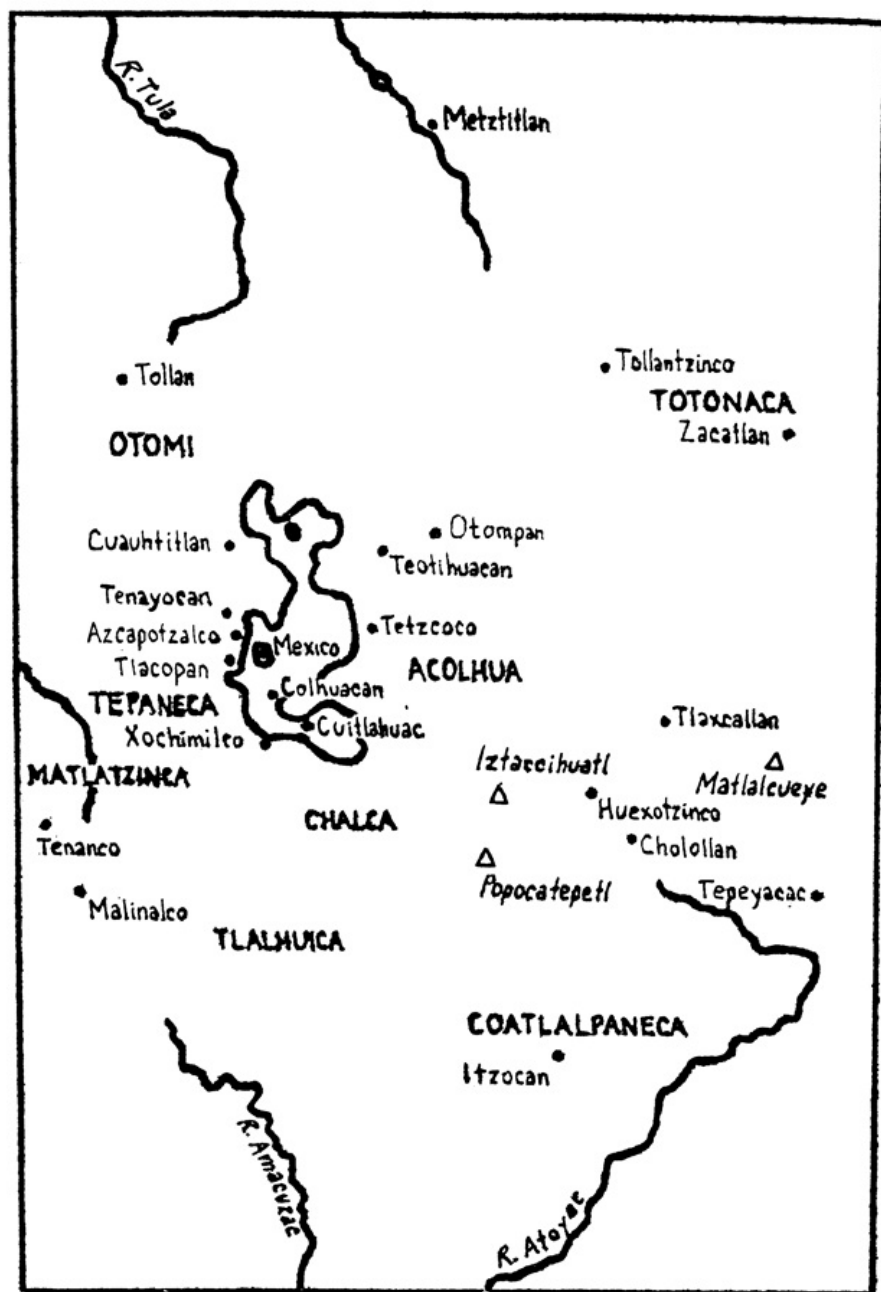 R. Tula
Metztitlan
Tollan
Tollantzinco
TOTONACA
Zacatlan
OTOMI
Cuauhtitlan
Otompan
Teotihuacan
Tenayocan
Azcapotzalco
Tlacopan
Mexico
Tetzcoco
ACOLHUA
TEPANECA
Colhuacan
Cuitlahuac
Xochimilco
Tlaxcallan
MATLATZINCA
Iztaccihuatl
Matlalcueye
Huexotzinco
CHALCA
Tenanco
Cholollan
Popocatepetl
Tepeyacac
Malinalco
TLALHUICA
COATLALPANECA
Itzocan
R. Amacuzac
R. Atoyac